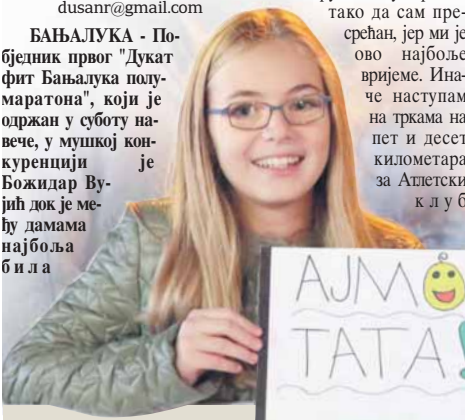 dusanr@gmail.com
БАЊАЛУКА - По-
бједник првог "Дукат
фит Бањалука полу-
маратона", који је
одржан у суботу на-
вече, у мушкој кон-
куренцији је
Божидар Ву-
јић док је ме-
ђу дамама
најбоља
била
тако да сам пре-
срећан, јер ми је
ово најбоље
вријеме. Ина-
че наступам
на тркама на
пет и десет
километара
за Атлетски
клуб
АЈМО
ТАТА!